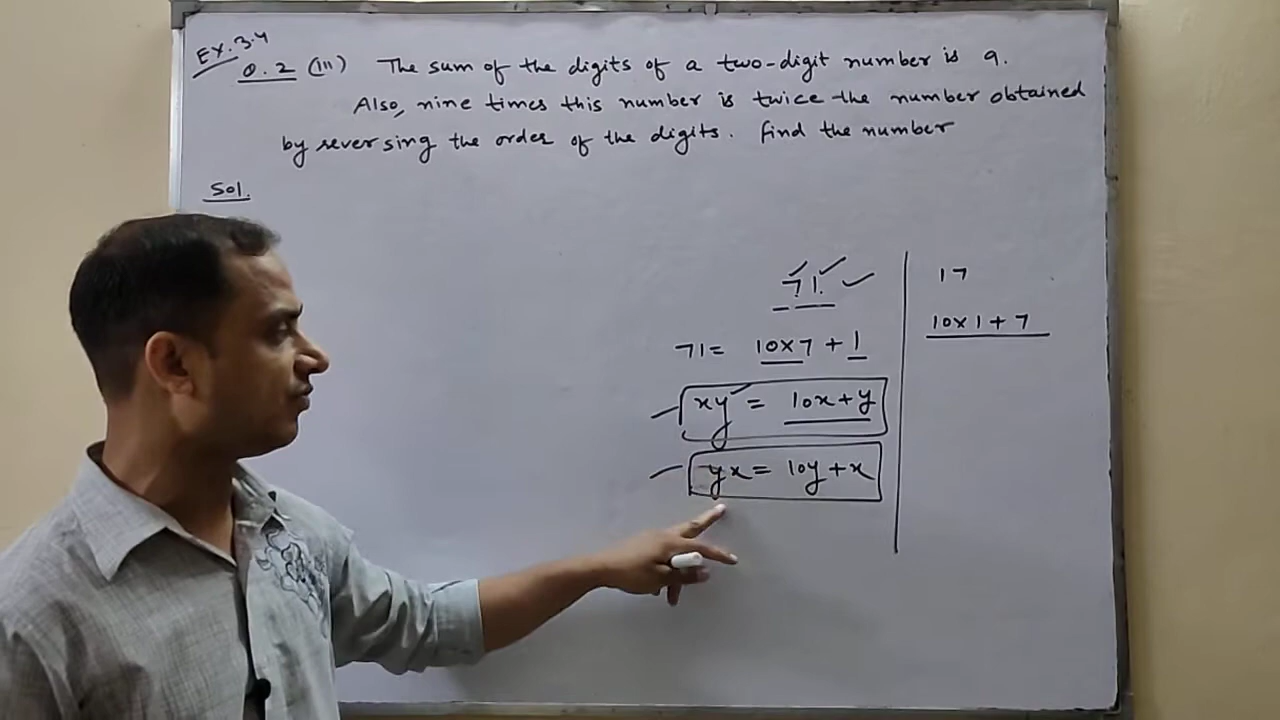 Ex.3.4
Q.2 (III) The sum of the digits of a two-digit number is 9.
Also, nine times this number is twice the number obtained
by reversing the order of the digits. Find the number
Sol.
71.
71= 10x7 + 1
xy = 10x+y
yx = 10y+x
17
10x1+7